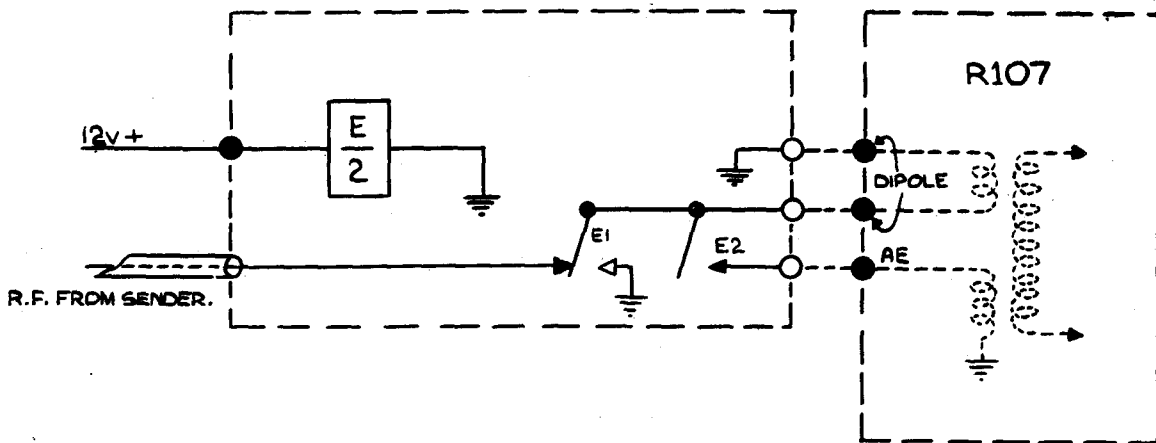 R107
12V +
E
2
DIPOLE
E1
E2
AE
R.F. FROM SENDER.